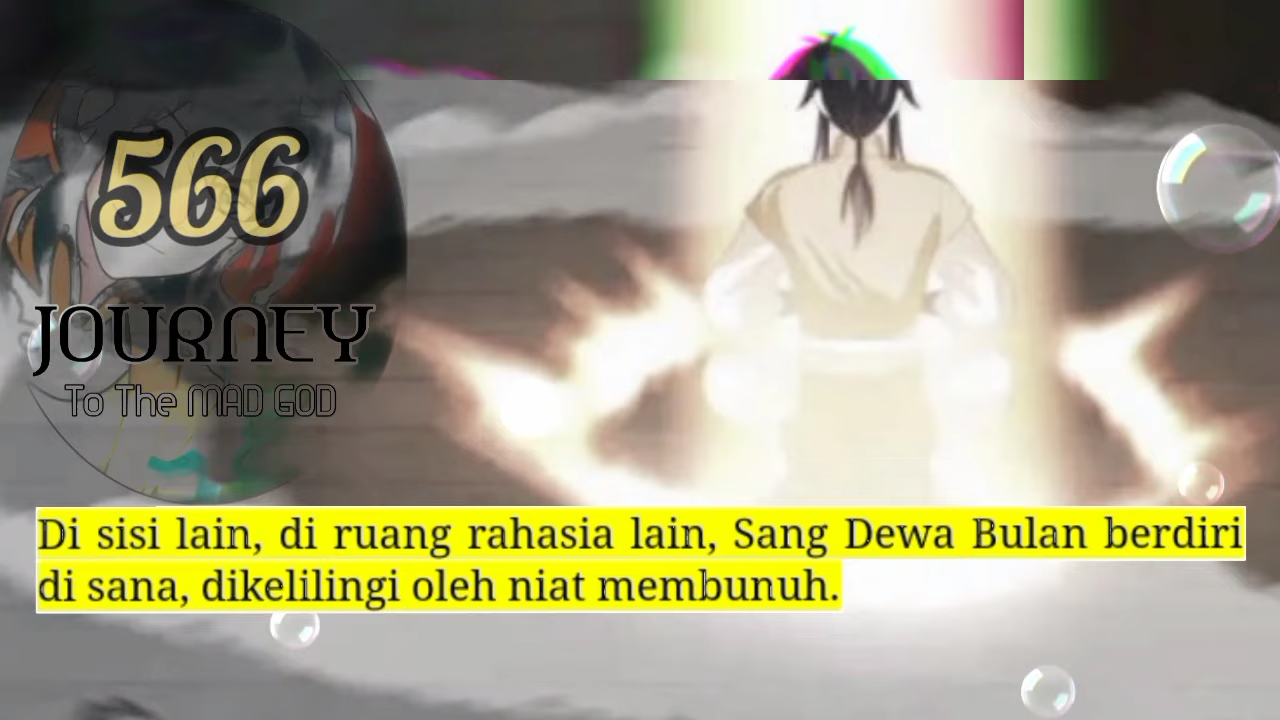 566
JOURNEY
To The MAD GOD
Di sisi lain, di ruang rahasia lain, Sang Dewa Bulan berdiri
di sana, dikelilingi oleh niat membunuh.